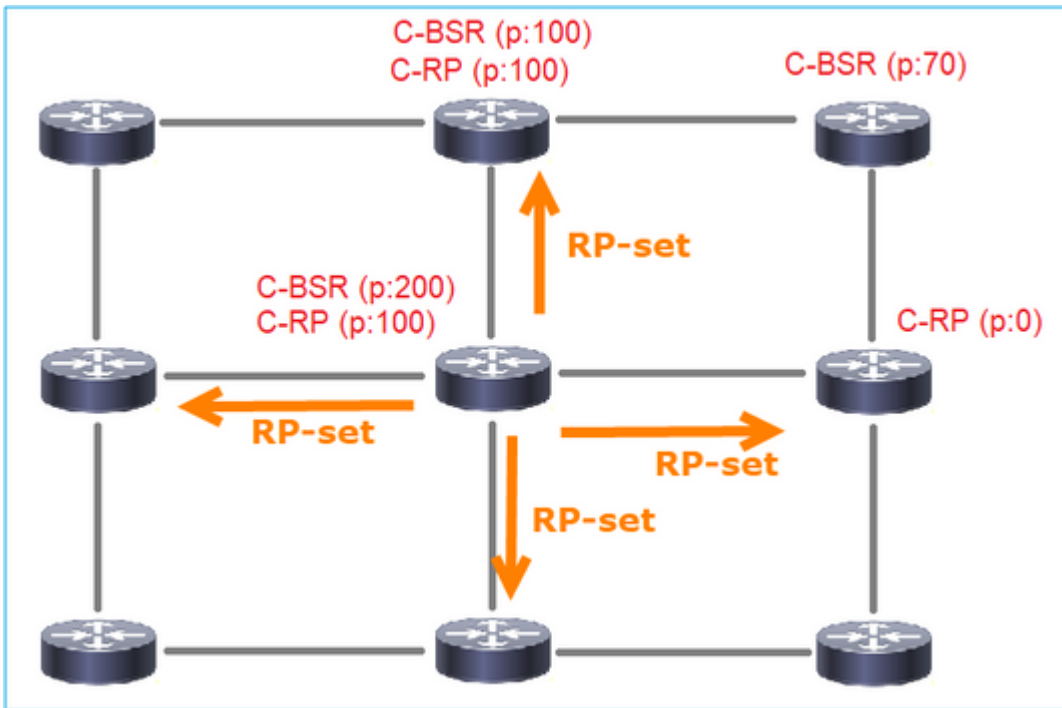 C-BSR (p:100)
C-RP (p:100)
C-BSR (p:70)
RP-set
C-BSR (p:200)
C-RP (p:100)
C-RP (p:0)
RP-set
RP-set
RP-set